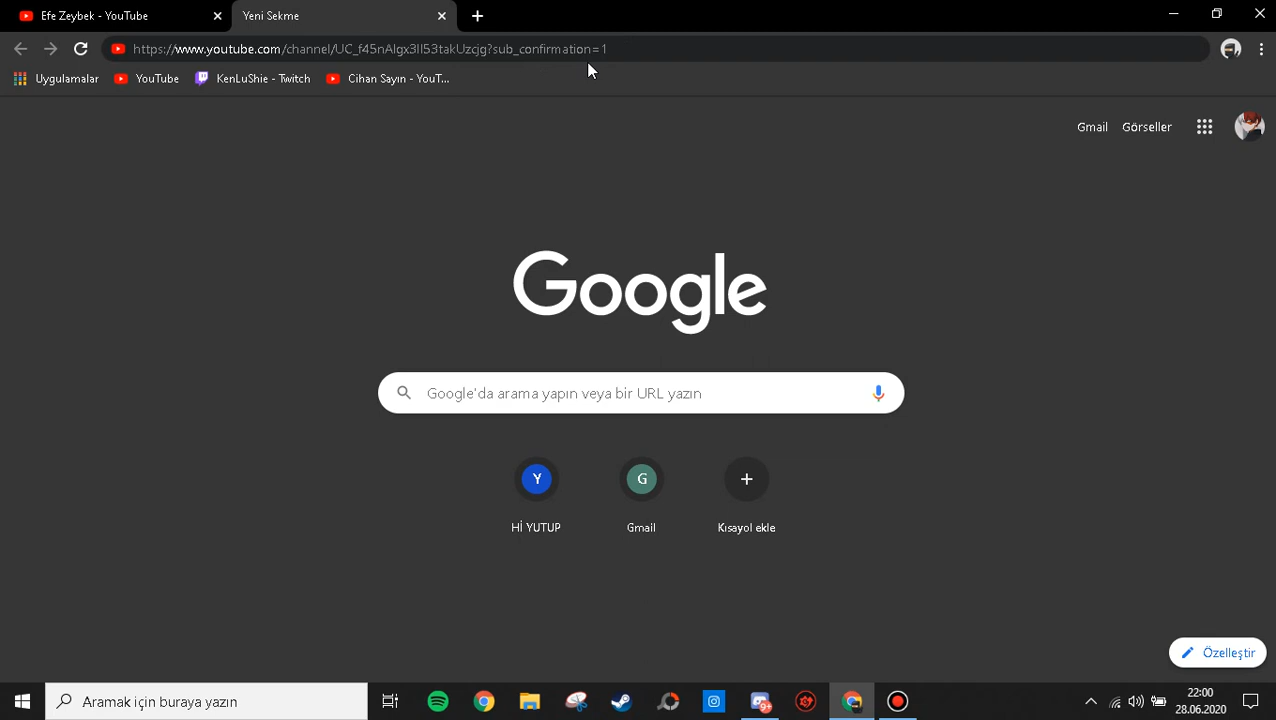 Efe Zeybek - YouTube
Yeni Sekme
https://www.youtube.com/channel/UC_f45nAlgx3ll53takUzcjg?sub_confirmation=1
Uygulamalar
YouTube
KenLuShie - Twitch
Cihan Sayın - YouT...
Gmail
Görseller
Google
Google'da arama yapın veya bir URL yazın
Y
G
Hİ YUTUP
Gmail
Kısayol ekle
Özelleştir
Aramak için buraya yazın
9+
22:00
28.06.2020